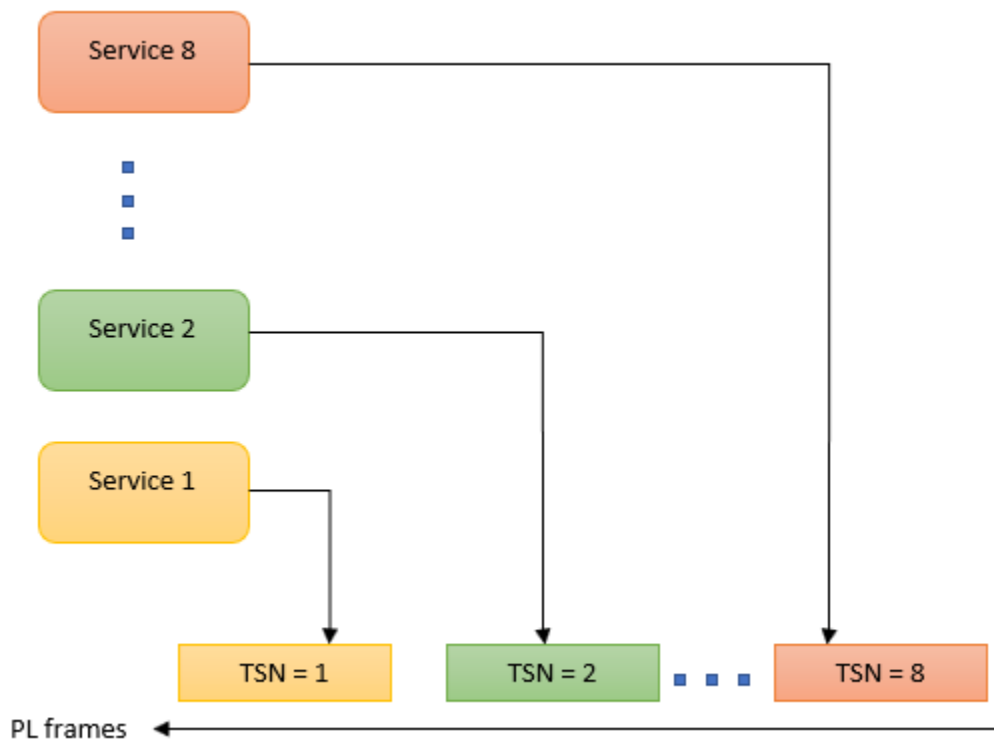 Service 8
Service 2
Service 1
TSN = 1
TSN = 2
TSN = 8
PL frames